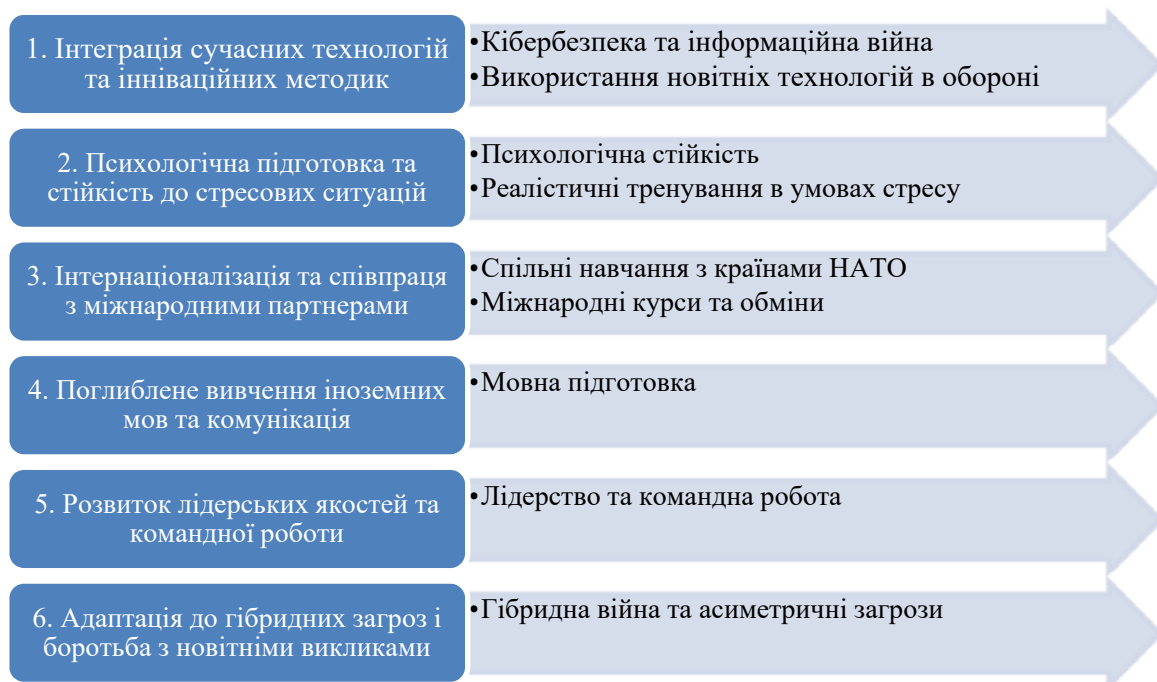 1. Інтеграція сучасних технологій
та інніваційних методик
•Кібербезпека та інформаційна війна
•Використання новітніх технологій в обороні
2. Психологічна підготовка та
стійкість до стресових ситуацій
•Психологічна стійкість
•Реалістичні тренування в умовах стресу
3. Інтернаціоналізація та співпраця
з міжнародними партнерами
•Спільні навчання з країнами НАТО
•Міжнародні курси та обміни
4. Поглиблене вивчення іноземних
мов та комунікація
•Мовна підготовка
5. Розвиток лідерських якостей та
командної роботи
•Лідерство та командна робота
6. Адаптація до гібридних загроз і
боротьба з новітніми викликами
•Гібридна війна та асиметричні загрози